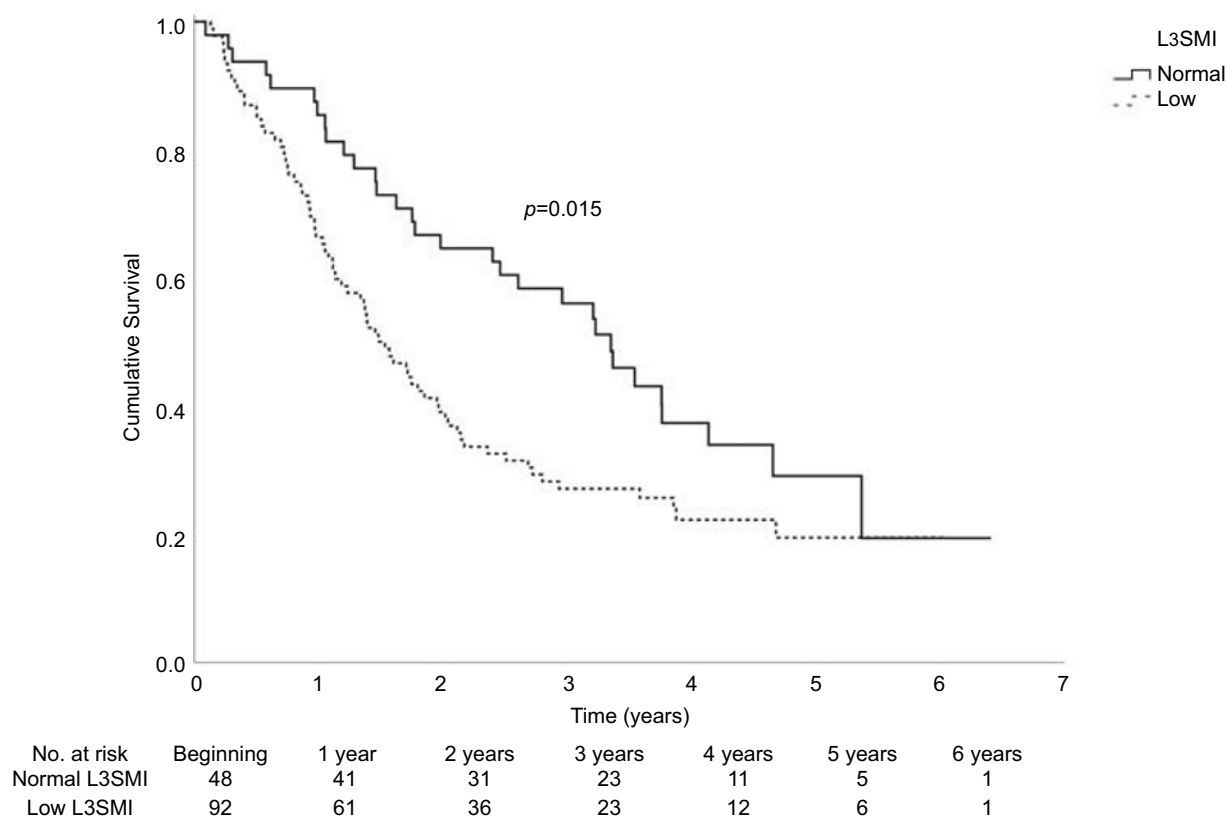 L3SMI
Normal
Low
1.0
0.8
0.6
0.4
0.2
0.0
Cumulative Survival
p=0.015
0 1 2 3 4 5 6 7
Time (years)
No. at risk Beginning 1 year 2 years 3 years 4 years 5 years 6 years
Normal L3SMI 48 41 31 23 11 5 1
Low L3SMI 92 61 36 23 12 6 1